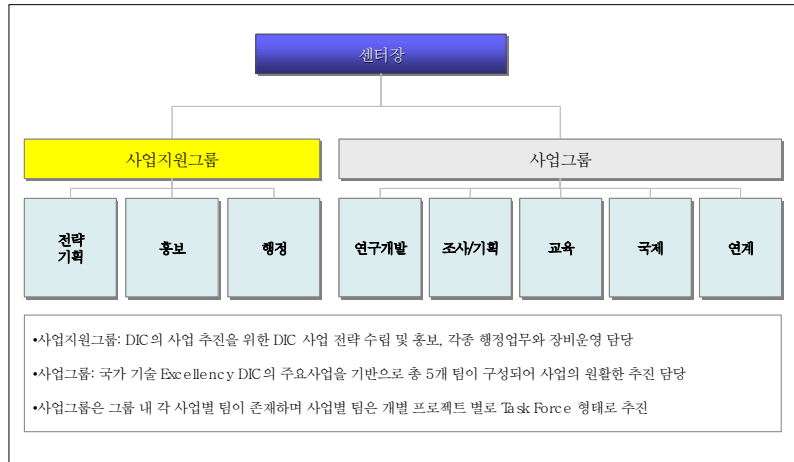 센터장
사업지원그룹
사업그룹
전략
기획
홍보
행정
연구개발
조사/기획
교육
국제
연계
•사업지원그룹: DIC의 사업 추진을 위한 DIC 사업 전략 수립 및 홍보, 각종 행정업무와 장비운영 담당
•사업그룹: 국가 기술 Excellency DIC의 주요사업을 기반으로 총 5개 팀이 구성되어 사업의 원활한 추진 담당
•사업그룹은 그룹 내 각 사업별 팀이 존재하며 사업별 팀은 개별 프로젝트 별로 Task Force 형태로 추진